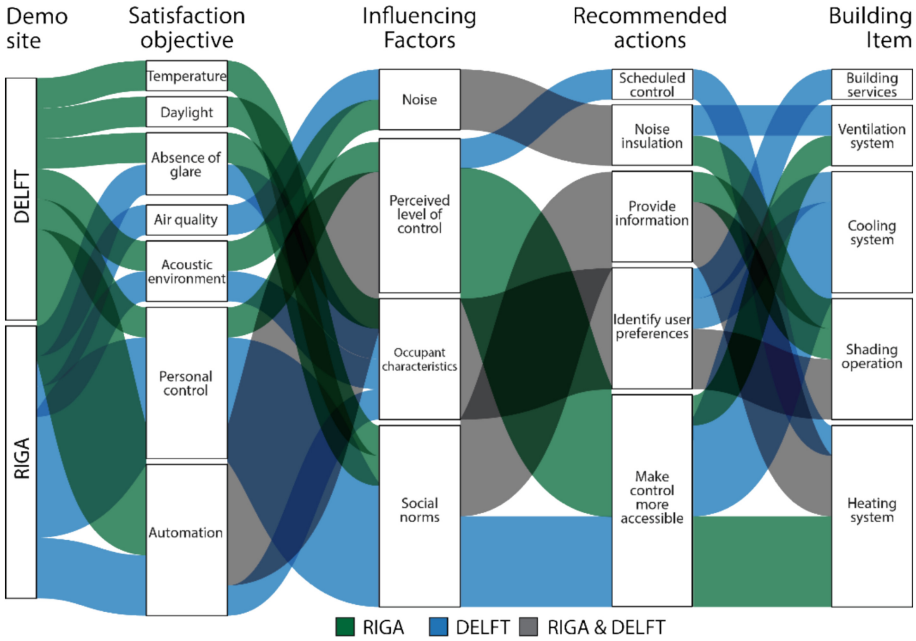 Demo
site
Satisfaction
objective
Influencing
Factors
Recommended
actions
Building
Item
DELFT
RIGA
Temperature
Daylight
Absence of
glare
Air quality
Acoustic
environment
Personal
control
Automation
Noise
Perceived
level of
control
Occupant
characteristics
Social
norms
Scheduled
control
Noise
insulation
Provide
information
Identify user
preferences
Make
control
more
accessible
Building
services
Ventilation
system
Cooling
system
Shading
operation
Heating
system
RIGA DELFT RIGA & DELFT